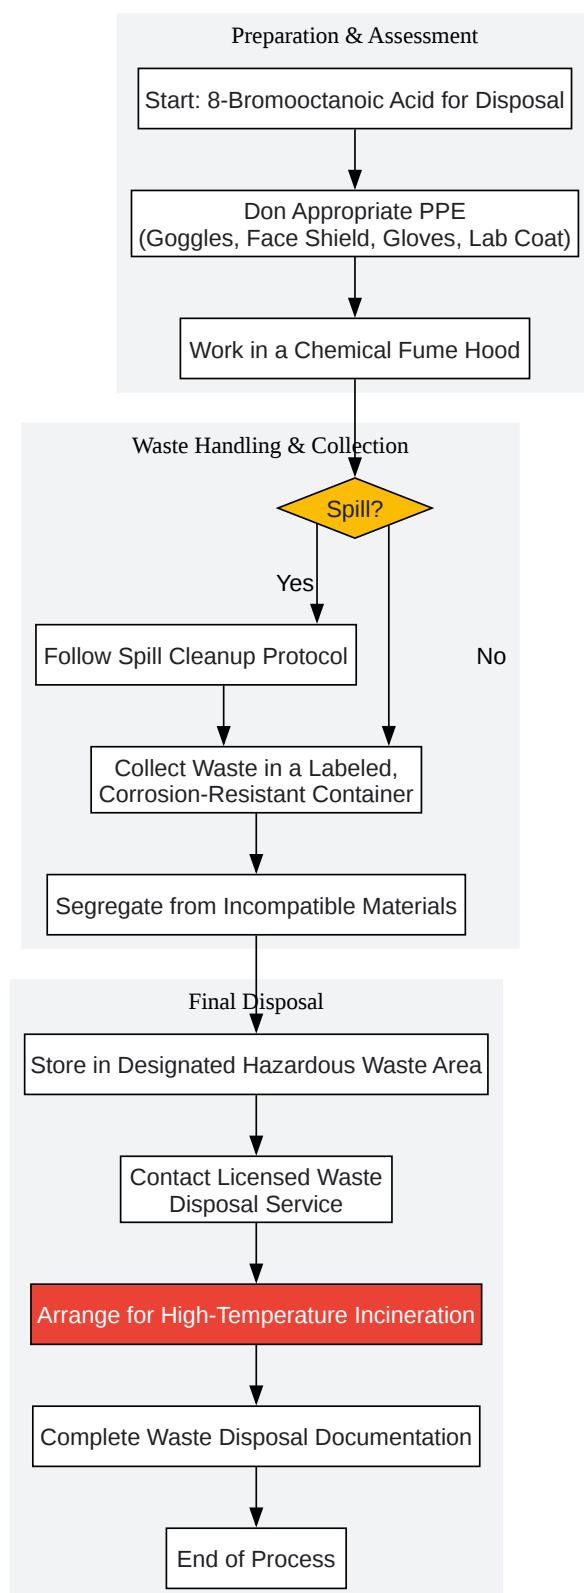 Preparation & Assessment
Start: 8-Bromooctanoic Acid for Disposal
Don Appropriate PPE
(Goggles, Face Shield, Gloves, Lab Coat)
Work in a Chemical Fume Hood
Waste Handling & Collection
Spill?
Yes
Follow Spill Cleanup Protocol
No
Collect Waste in a Labeled,
Corrosion-Resistant Container
Segregate from Incompatible Materials
Final Disposal
Store in Designated Hazardous Waste Area
Contact Licensed Waste
Disposal Service
Arrange for High-Temperature Incineration
Complete Waste Disposal Documentation
End of Process